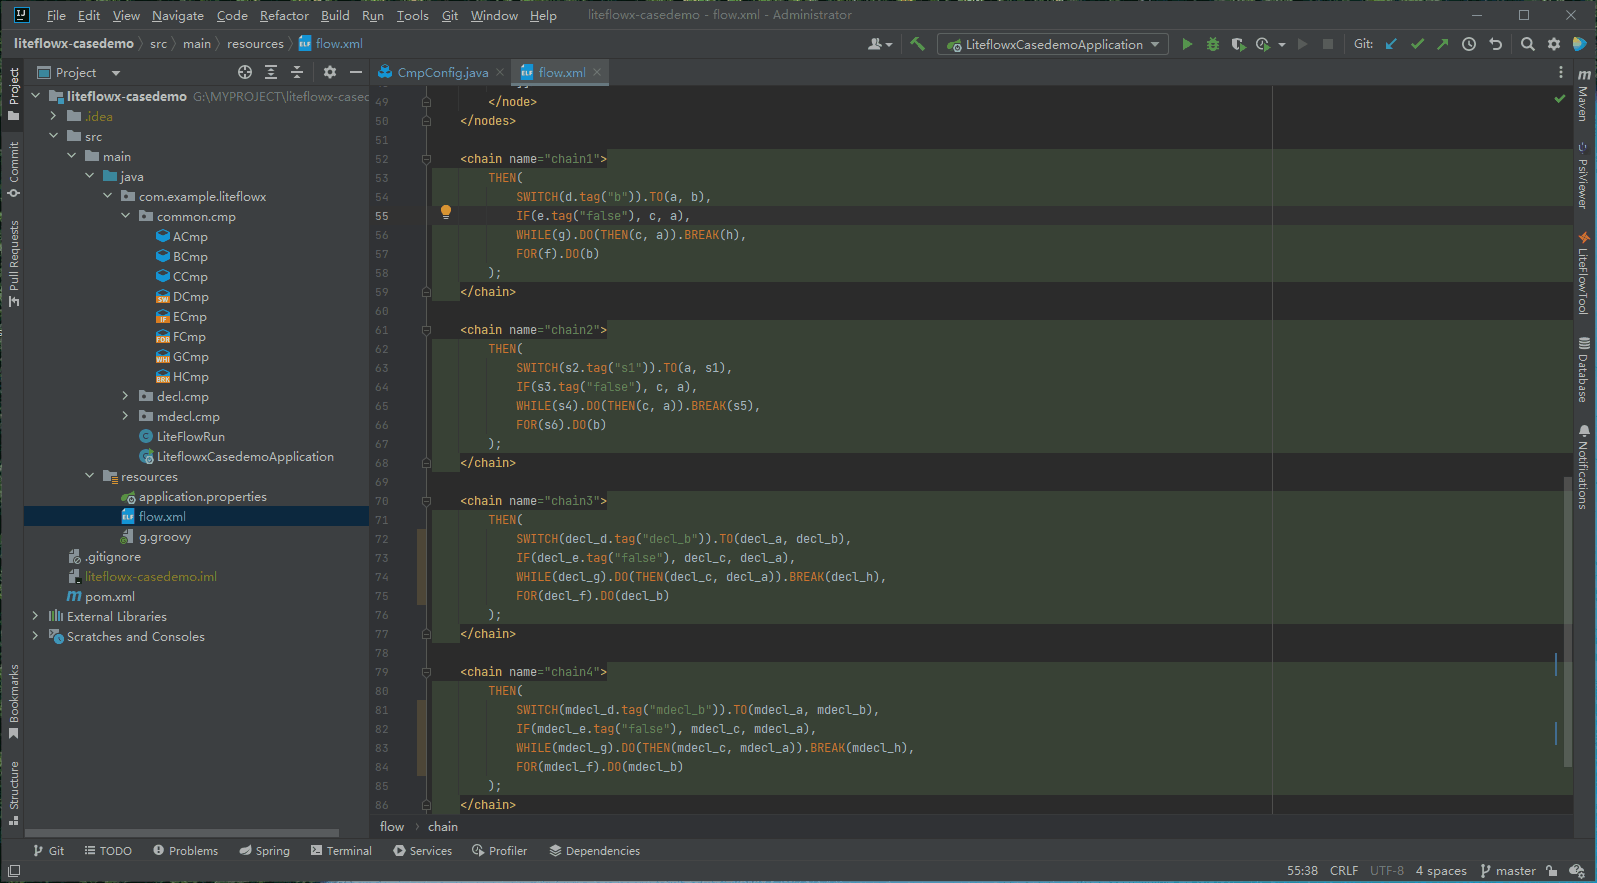 File Edit View Navigate Code Refactor Build Run Tools Git Window Help liteflowx-casedemo - flow.xml - Administrator
liteflowx-casedemo src main resources flow.xml LiteflowxCasedemoApplication Git:
Project
CmpConfig.java flow.xml
liteflowx-casedemo G:\MYPROJECT\liteflowx-casec
.idea
src
main
java
com.example.liteflowx
common.cmp
ACmp
BCmp
CCmp
DCmp
ECmp
FCmp
GCmp
HCmp
decl.cmp
mdecl.cmp
LiteFlowRun
LiteflowxCasedemoApplication
resources
application.properties
flow.xml
g.groovy
.gitignore
liteflowx-casedemo.iml
pom.xml
External Libraries
Scratches and Consoles
Project
Commit
Pull Requests
Bookmarks
Structure
49 </node>
50 </nodes>
51
52 <chain name="chain1">
53 THEN(
54 SWITCH(d.tag("b")).TO(a, b),
55 IF(e.tag("false"), c, a),
56 WHILE(g).DO(THEN(c, a)).BREAK(h),
57 FOR(f).DO(b)
58 );
59 </chain>
60
61 <chain name="chain2">
62 THEN(
63 SWITCH(s2.tag("s1")).TO(a, s1),
64 IF(s3.tag("false"), c, a),
65 WHILE(s4).DO(THEN(c, a)).BREAK(s5),
66 FOR(s6).DO(b)
67 );
68 </chain>
69
70 <chain name="chain3">
71 THEN(
72 SWITCH(decl_d.tag("decl_b")).TO(decl_a, decl_b),
73 IF(decl_e.tag("false"), decl_c, decl_a),
74 WHILE(decl_g).DO(THEN(decl_c, decl_a)).BREAK(decl_h),
75 FOR(decl_f).DO(decl_b)
76 );
77 </chain>
78
79 <chain name="chain4">
80 THEN(
81 SWITCH(mdecl_d.tag("mdecl_b")).TO(mdecl_a, mdecl_b),
82 IF(mdecl_e.tag("false"), mdecl_c, mdecl_a),
83 WHILE(mdecl_g).DO(THEN(mdecl_c, mdecl_a)).BREAK(mdecl_h),
84 FOR(mdecl_f).DO(mdecl_b)
85 );
86 </chain>
flow chain
Maven
PsiViewer
LiteFlowTool
Database
Notifications
Git TODO Problems Spring Terminal Services Profiler Dependencies
55:38 CRLF UTF-8 4 spaces master